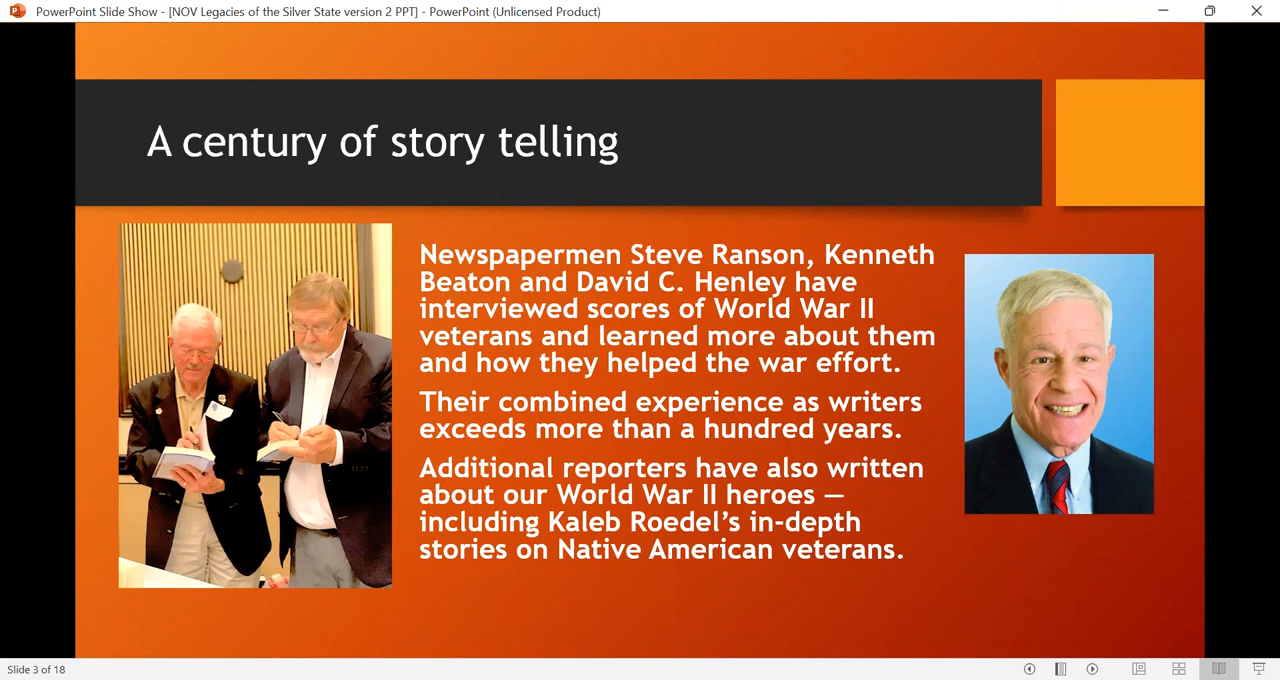 PowerPoint Slide Show - [NOV Legacies of the Silver State version 2 PPT] - PowerPoint (Unlicensed Product)
A century of story telling
Newspapermen Steve Ranson, Kenneth
Beaton and David C. Henley have
interviewed scores of World War II
veterans and learned more about them
and how they helped the war effort.
Their combined experience as writers
exceeds more than a hundred years.
Additional reporters have also written
about our World War II heroes —
including Kaleb Roedel’s in-depth
stories on Native American veterans.
Slide 3 of 18